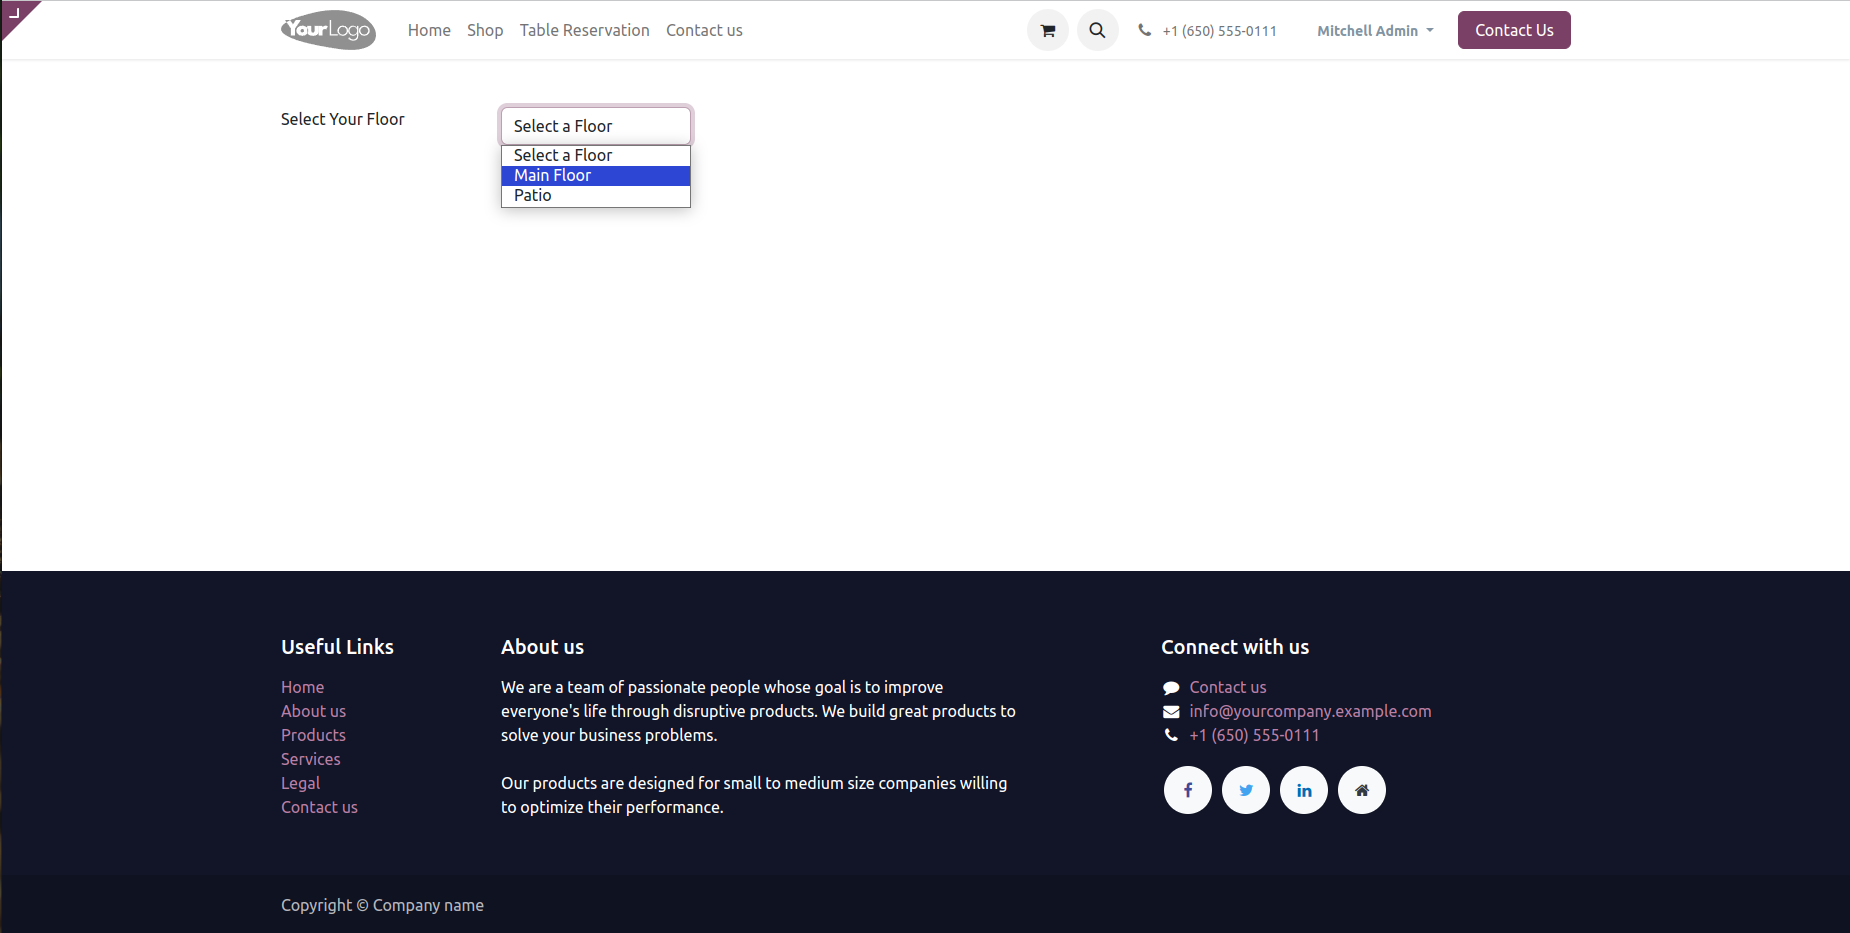 YourLogo
Home Shop Table Reservation Contact us
+1 (650) 555-0111 Mitchell Admin Contact Us
Select Your Floor
Select a Floor
Select a Floor
Main Floor
Patio
Useful Links
Home
About us
Products
Services
Legal
Contact us
About us
We are a team of passionate people whose goal is to improve
everyone's life through disruptive products. We build great products to
solve your business problems.
Our products are designed for small to medium size companies willing
to optimize their performance.
Connect with us
Contact us
info@yourcompany.example.com
+1 (650) 555-0111
Copyright © Company name